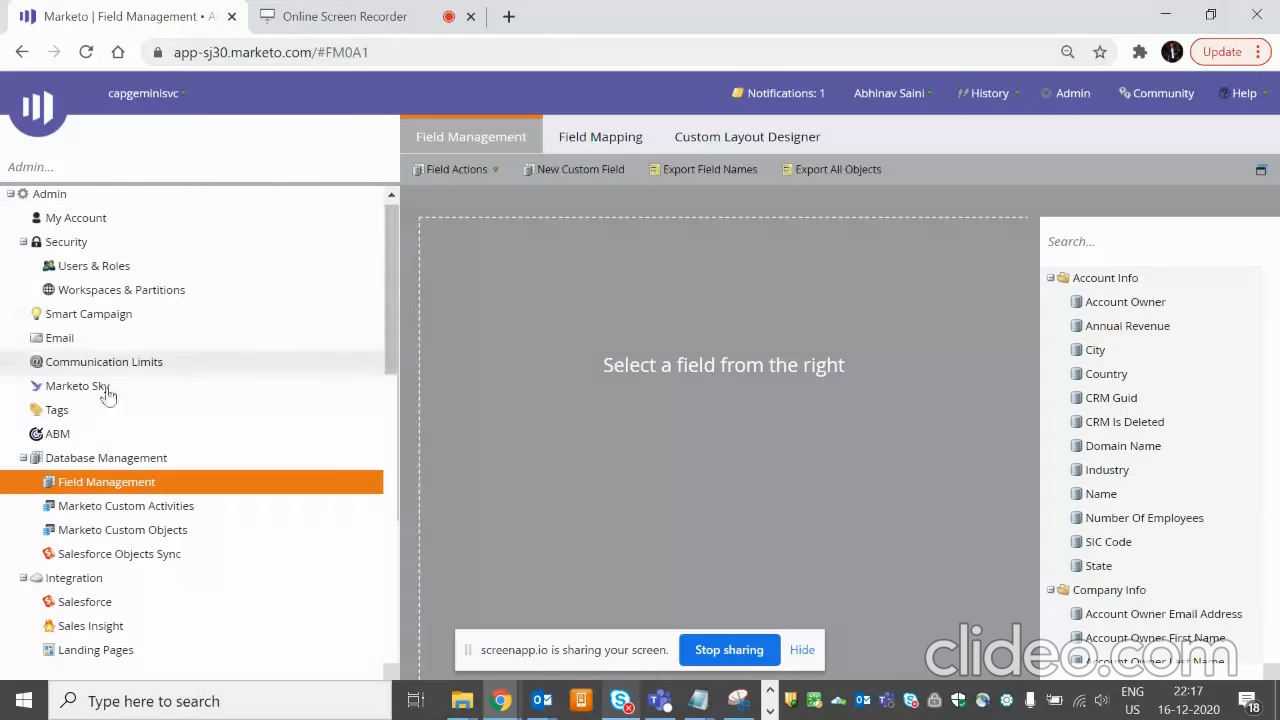 Marketo | Field Management • A
Online Screen Recorder
app-sj30.marketo.com/#FM0A1
Update
capgeminisvc
Notifications: 1
Abhinav Saini
History
Admin
Community
Help
Admin...
Field Management
Field Mapping
Custom Layout Designer
Field Actions
New Custom Field
Export Field Names
Export All Objects
Admin
My Account
Security
Users & Roles
Workspaces & Partitions
Smart Campaign
Email
Communication Limits
Marketo Sky
Tags
ABM
Database Management
Field Management
Marketo Custom Activities
Marketo Custom Objects
Salesforce Objects Sync
Integration
Salesforce
Sales Insight
Landing Pages
Select a field from the right
Search...
Account Info
Account Owner
Annual Revenue
City
Country
CRM Guid
CRM Is Deleted
Domain Name
Industry
Name
Number Of Employees
SIC Code
State
Company Info
Account Owner Email Address
Account Owner First Name
Account Owner Last Name
screenapp.io is sharing your screen.
Stop sharing
Hide
clideo.com
Type here to search
ENG
US
22:17
16-12-2020
18